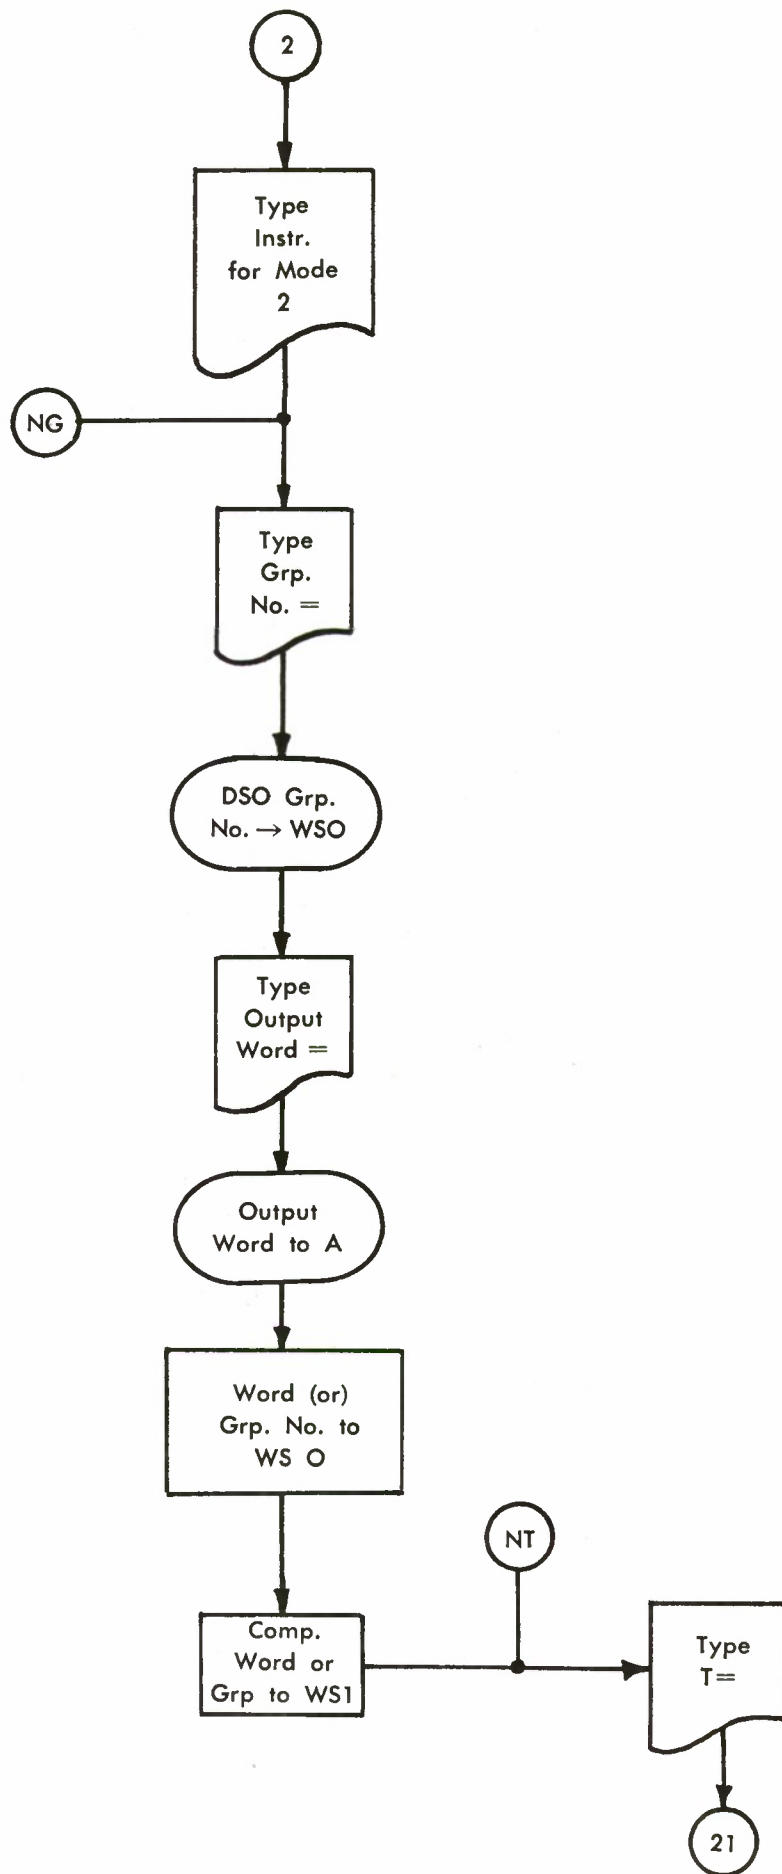 2
Type
Instr.
for Mode
2
NG
Type
Grp.
No. =
DSO Grp.
No. → WSO
Type
Output
Word =
Output
Word to A
Word (or)
Grp. No. to
WS O
NT
Comp.
Word or
Grp to WS1
Type
T=
21